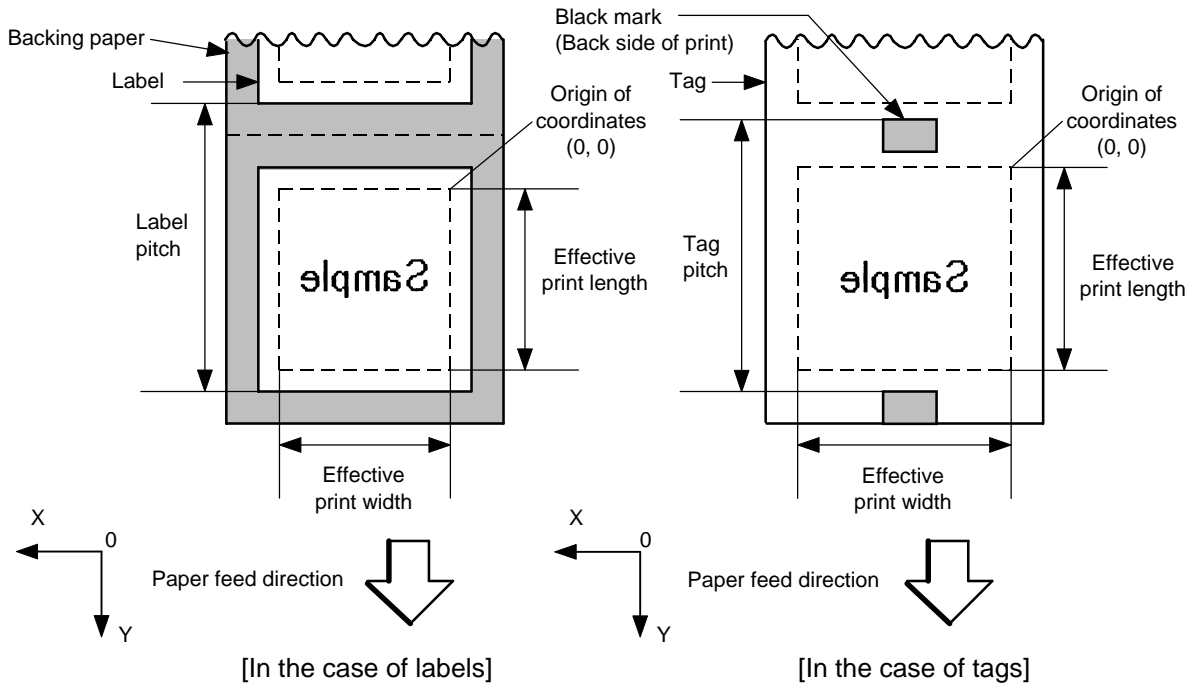 Backing paper
Label
Origin of
coordinates
(0, 0)
Label
pitch
Sample
Effective
print length
Effective
print width
X
0
Y
Paper feed direction
[In the case of labels]
Black mark
(Back side of print)
Tag
Origin of
coordinates
(0, 0)
Tag
pitch
Sample
Effective
print length
Effective
print width
X
0
Y
Paper feed direction
[In the case of tags]